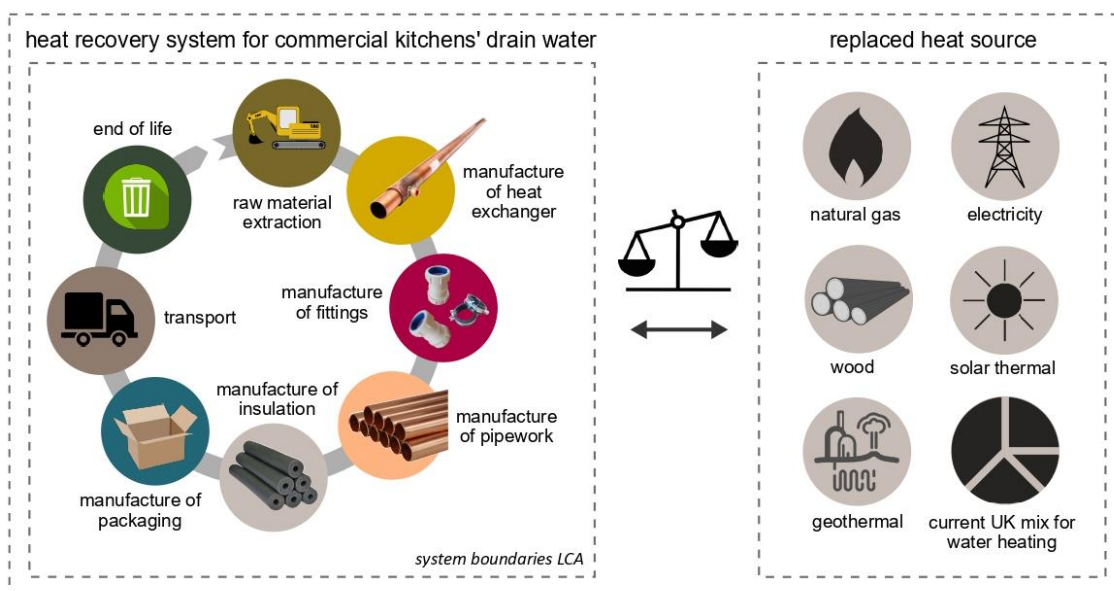 heat recovery system for commercial kitchens' drain water
end of life
raw material
extraction
manufacture
of heat
exchanger
manufacture
of fittings
manufacture
of pipework
manufacture of
insulation
manufacture of
packaging
transport
system boundaries LCA
replaced heat source
natural gas
electricity
wood
solar thermal
geothermal
current UK mix for
water heating